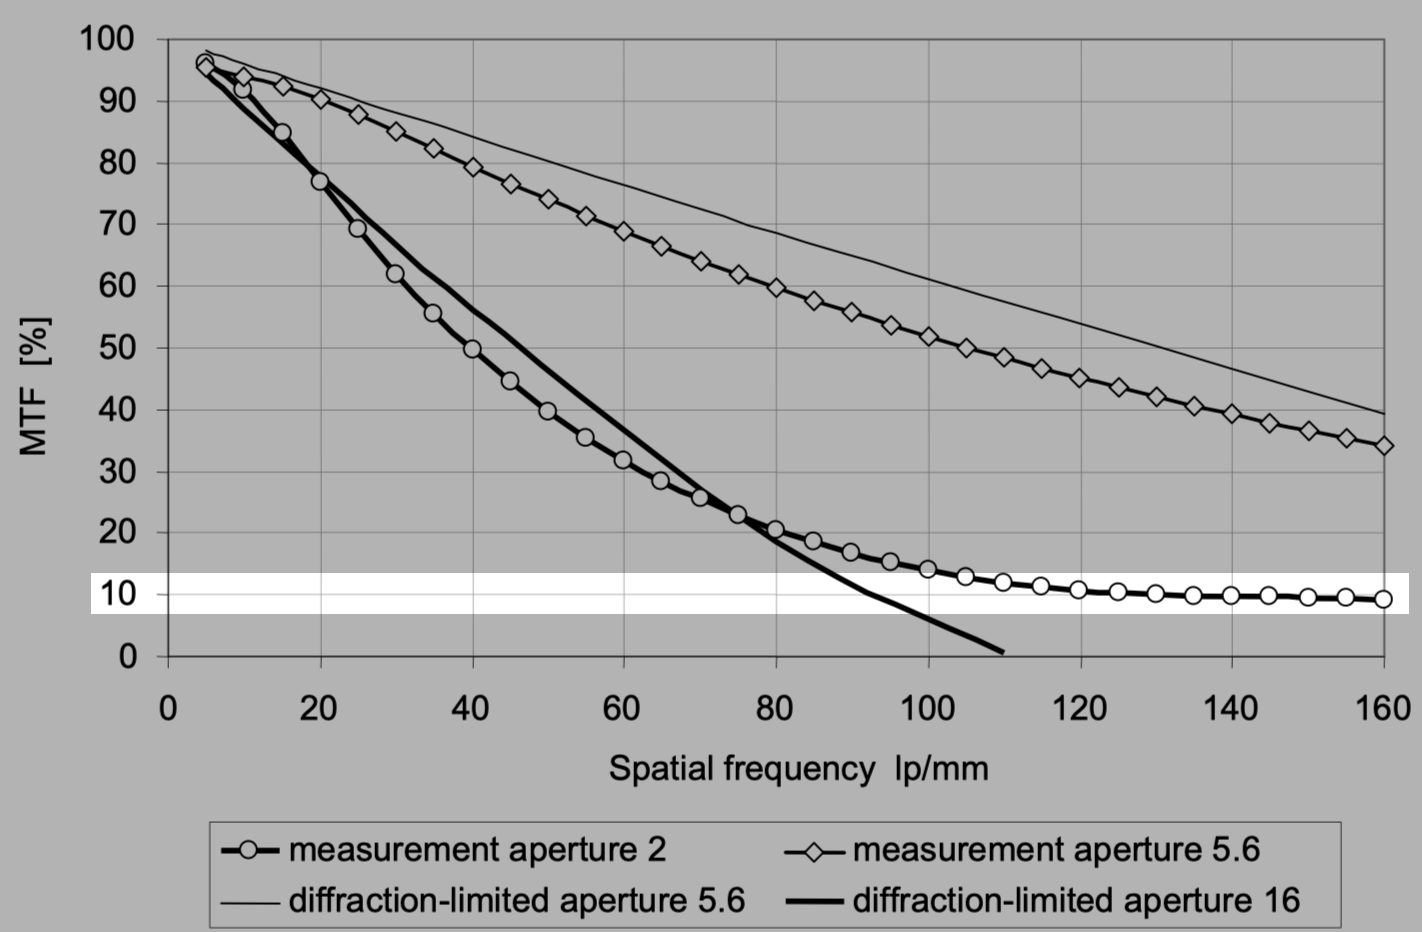 100
90
80
70
60
50
40
30
20
10
0
MTF [%]
0 20 40 60 80 100 120 140 160
Spatial frequency lp/mm
measurement aperture 2 measurement aperture 5.6
diffraction-limited aperture 5.6 diffraction-limited aperture 16